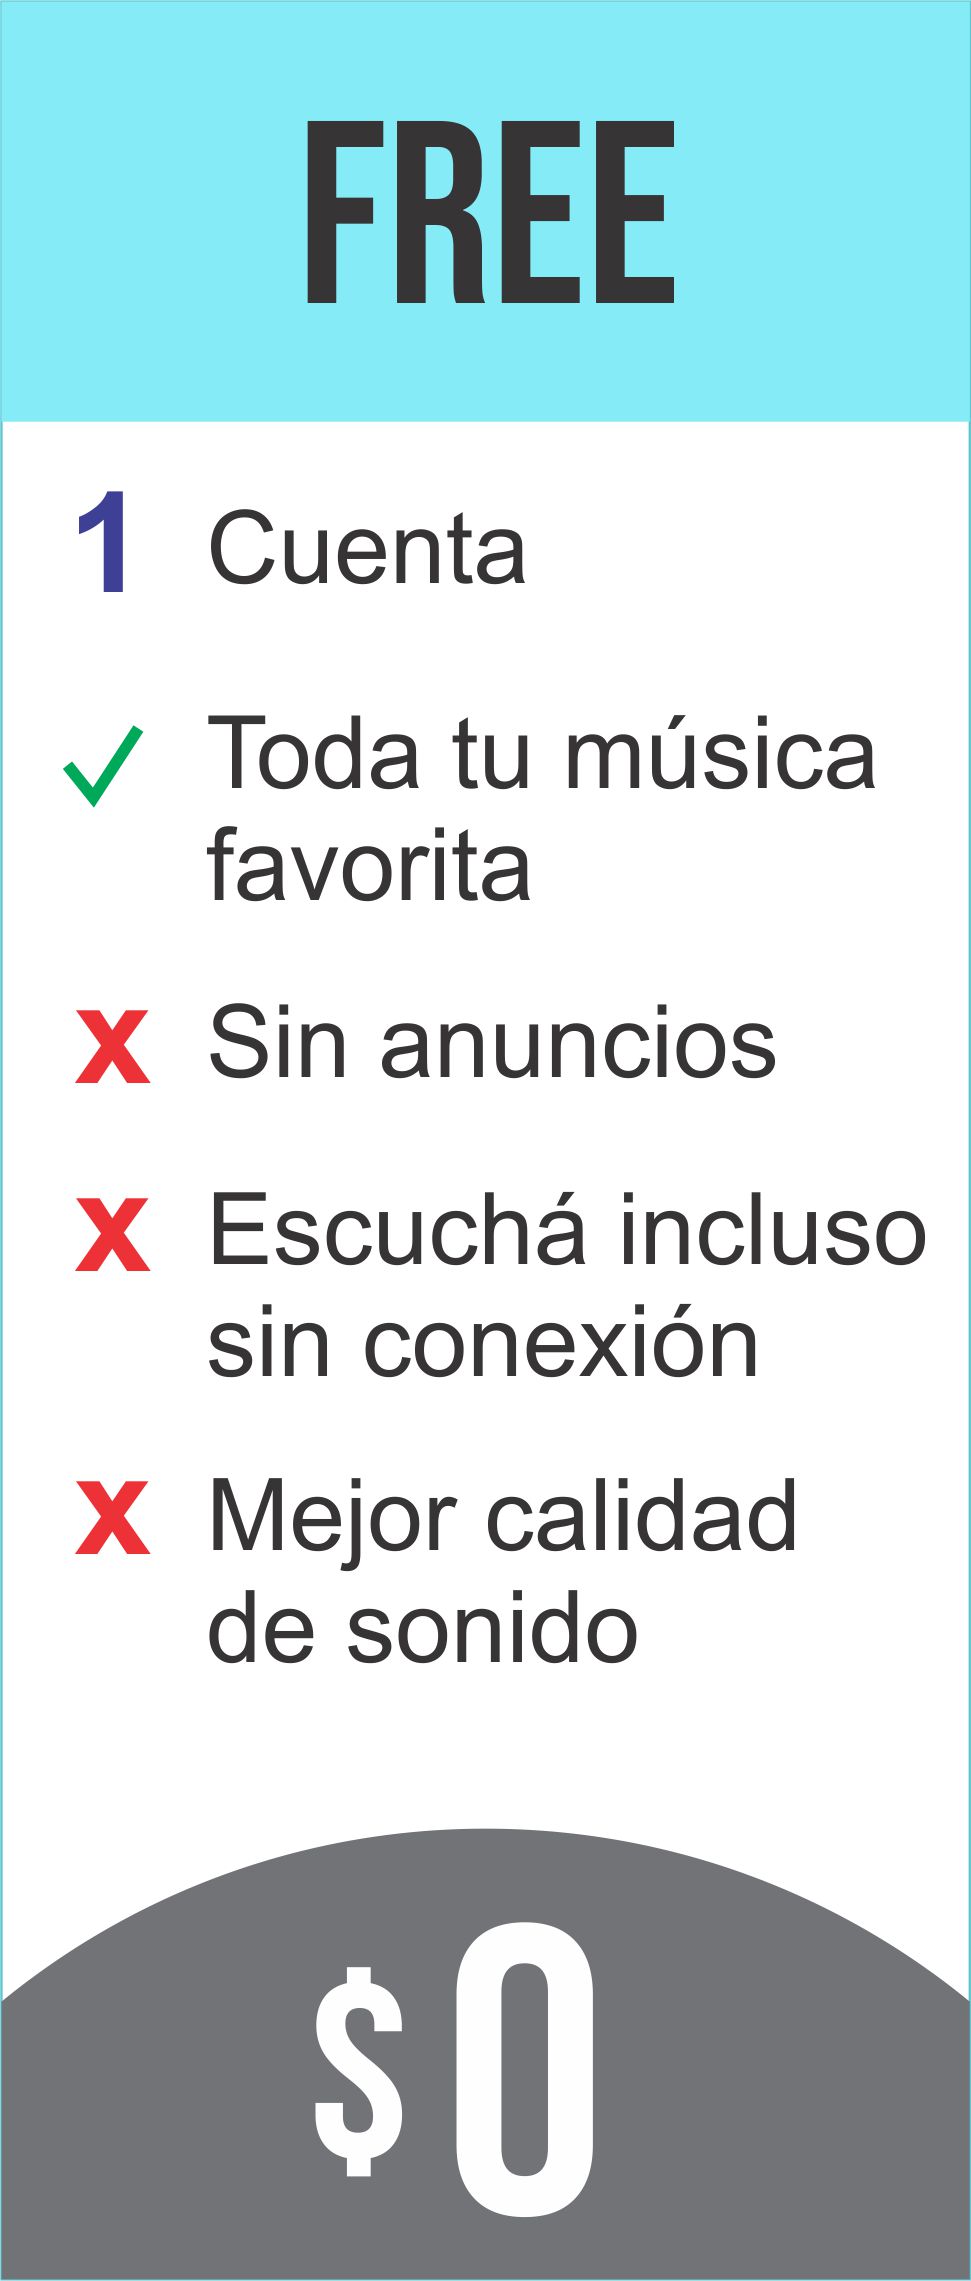 FREE
1 Cuenta
Toda tu música
favorita
X Sin anuncios
X Escuchá incluso
sin conexión
X Mejor calidad
de sonido
$0